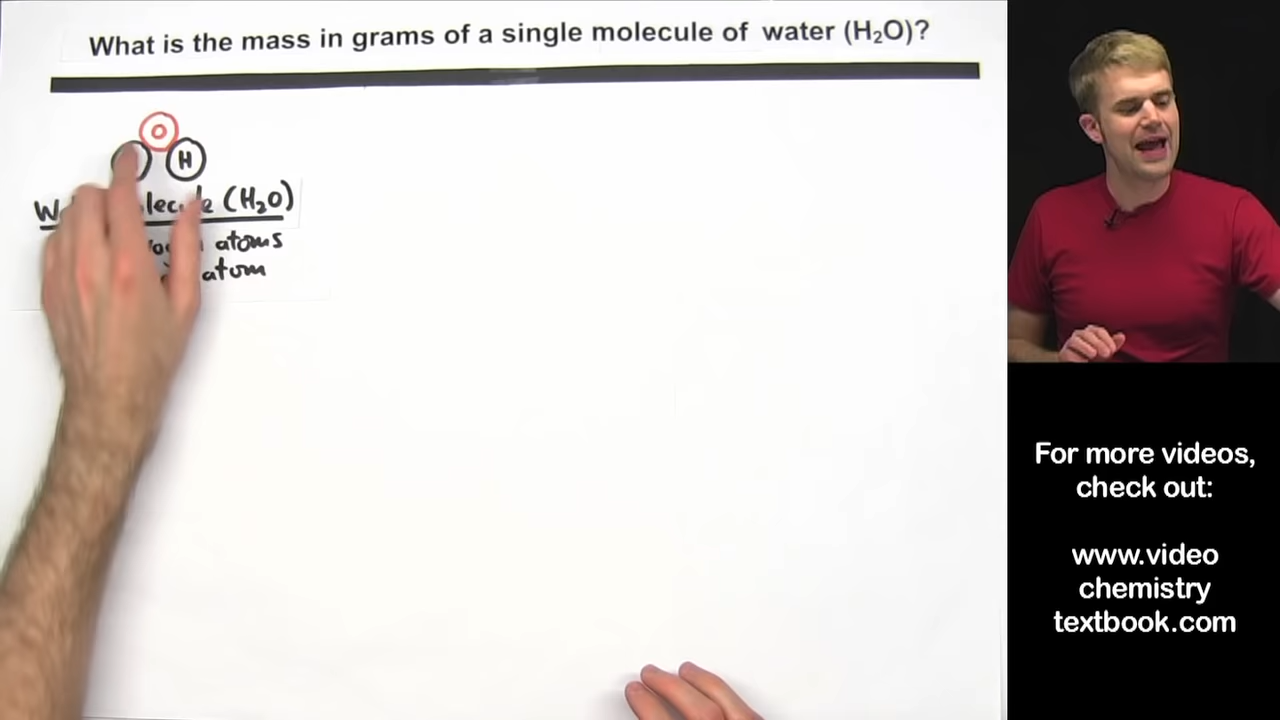 What is the mass in grams of a single molecule of water (H₂O)?
O
H
(H₂O)
atoms
atom
For more videos,
check out:
www.video
chemistry
textbook.com